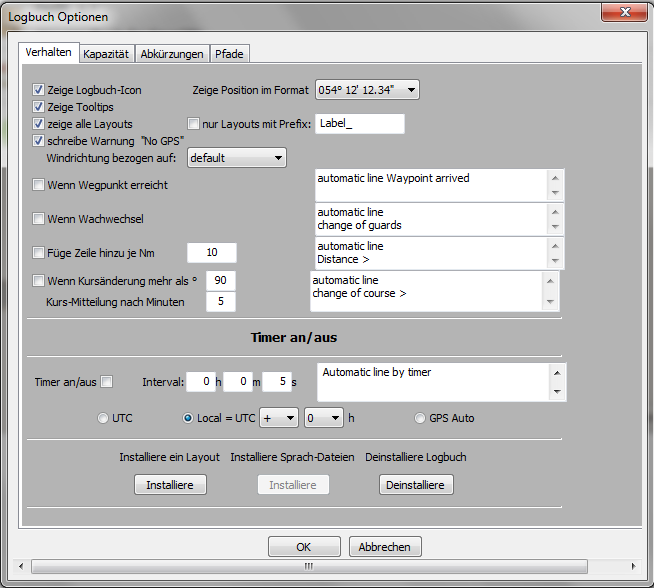 Logbuch Optionen
Verhalten Kapazität Abkürzungen Pfade
Zeige Logbuch-Icon Zeige Position im Format 054° 12' 12.34"
Zeige Tooltips
zeige alle Layouts nur Layouts mit Prefix: Label_
schreibe Warnung "No GPS"
Windrichtung bezogen auf: default
Wenn Wegpunkt erreicht automatic line Waypoint arrived
Wenn Wachwechsel automatic line
change of guards
Füge Zeile hinzu je Nm 10 automatic line
Distance >
Wenn Kursänderung mehr als ° 90 automatic line
change of course >
Kurs-Mitteilung nach Minuten 5
Timer an/aus
Timer an/aus Interval: 0 h 0 m 5 s Automatic line by timer
UTC Local = UTC + 0 h GPS Auto
Installiere ein Layout Installiere Sprach-Dateien Deinstalliere Logbuch
Installiere Installiere Deinstalliere
OK Abbrechen